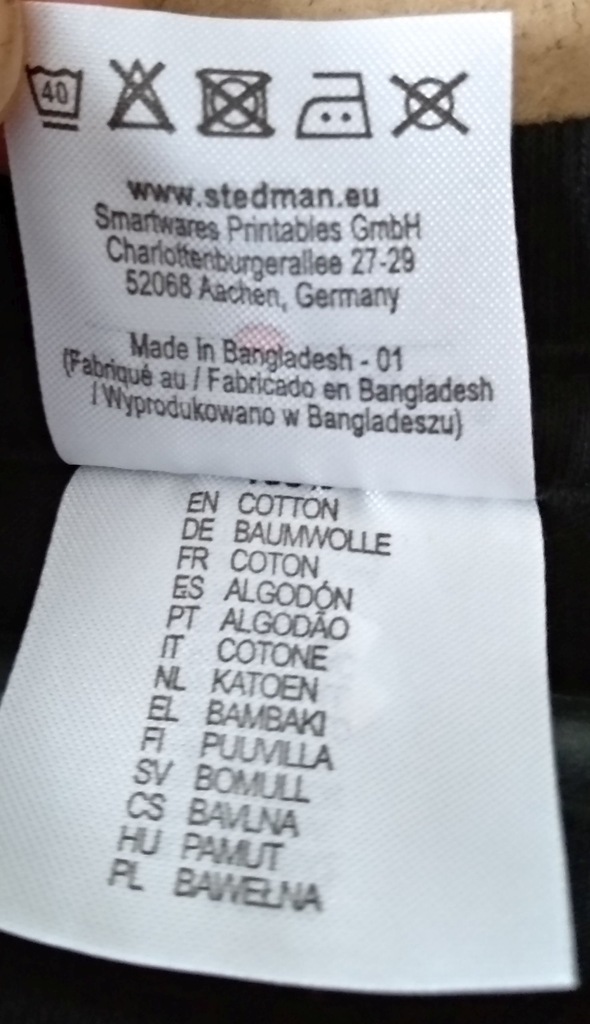 40
www.stedman.eu
Smartwares Printables GmbH
Charlottenburgerallee 27-29
52068 Aachen, Germany
Made in Bangladesh - 01
(Fabriqué au / Fabricado en Bangladesh
/ Wyprodukowano w Bangladeszu)
EN COTTON
DE BAUMWOLLE
FR COTON
ES ALGODÓN
PT ALGODÃO
IT COTONE
NL KATOEN
EL BAMBAKI
FI PUUVILLA
SV BOMULL
CS BAVLNA
HU PAMUT
PL BAWEŁNA